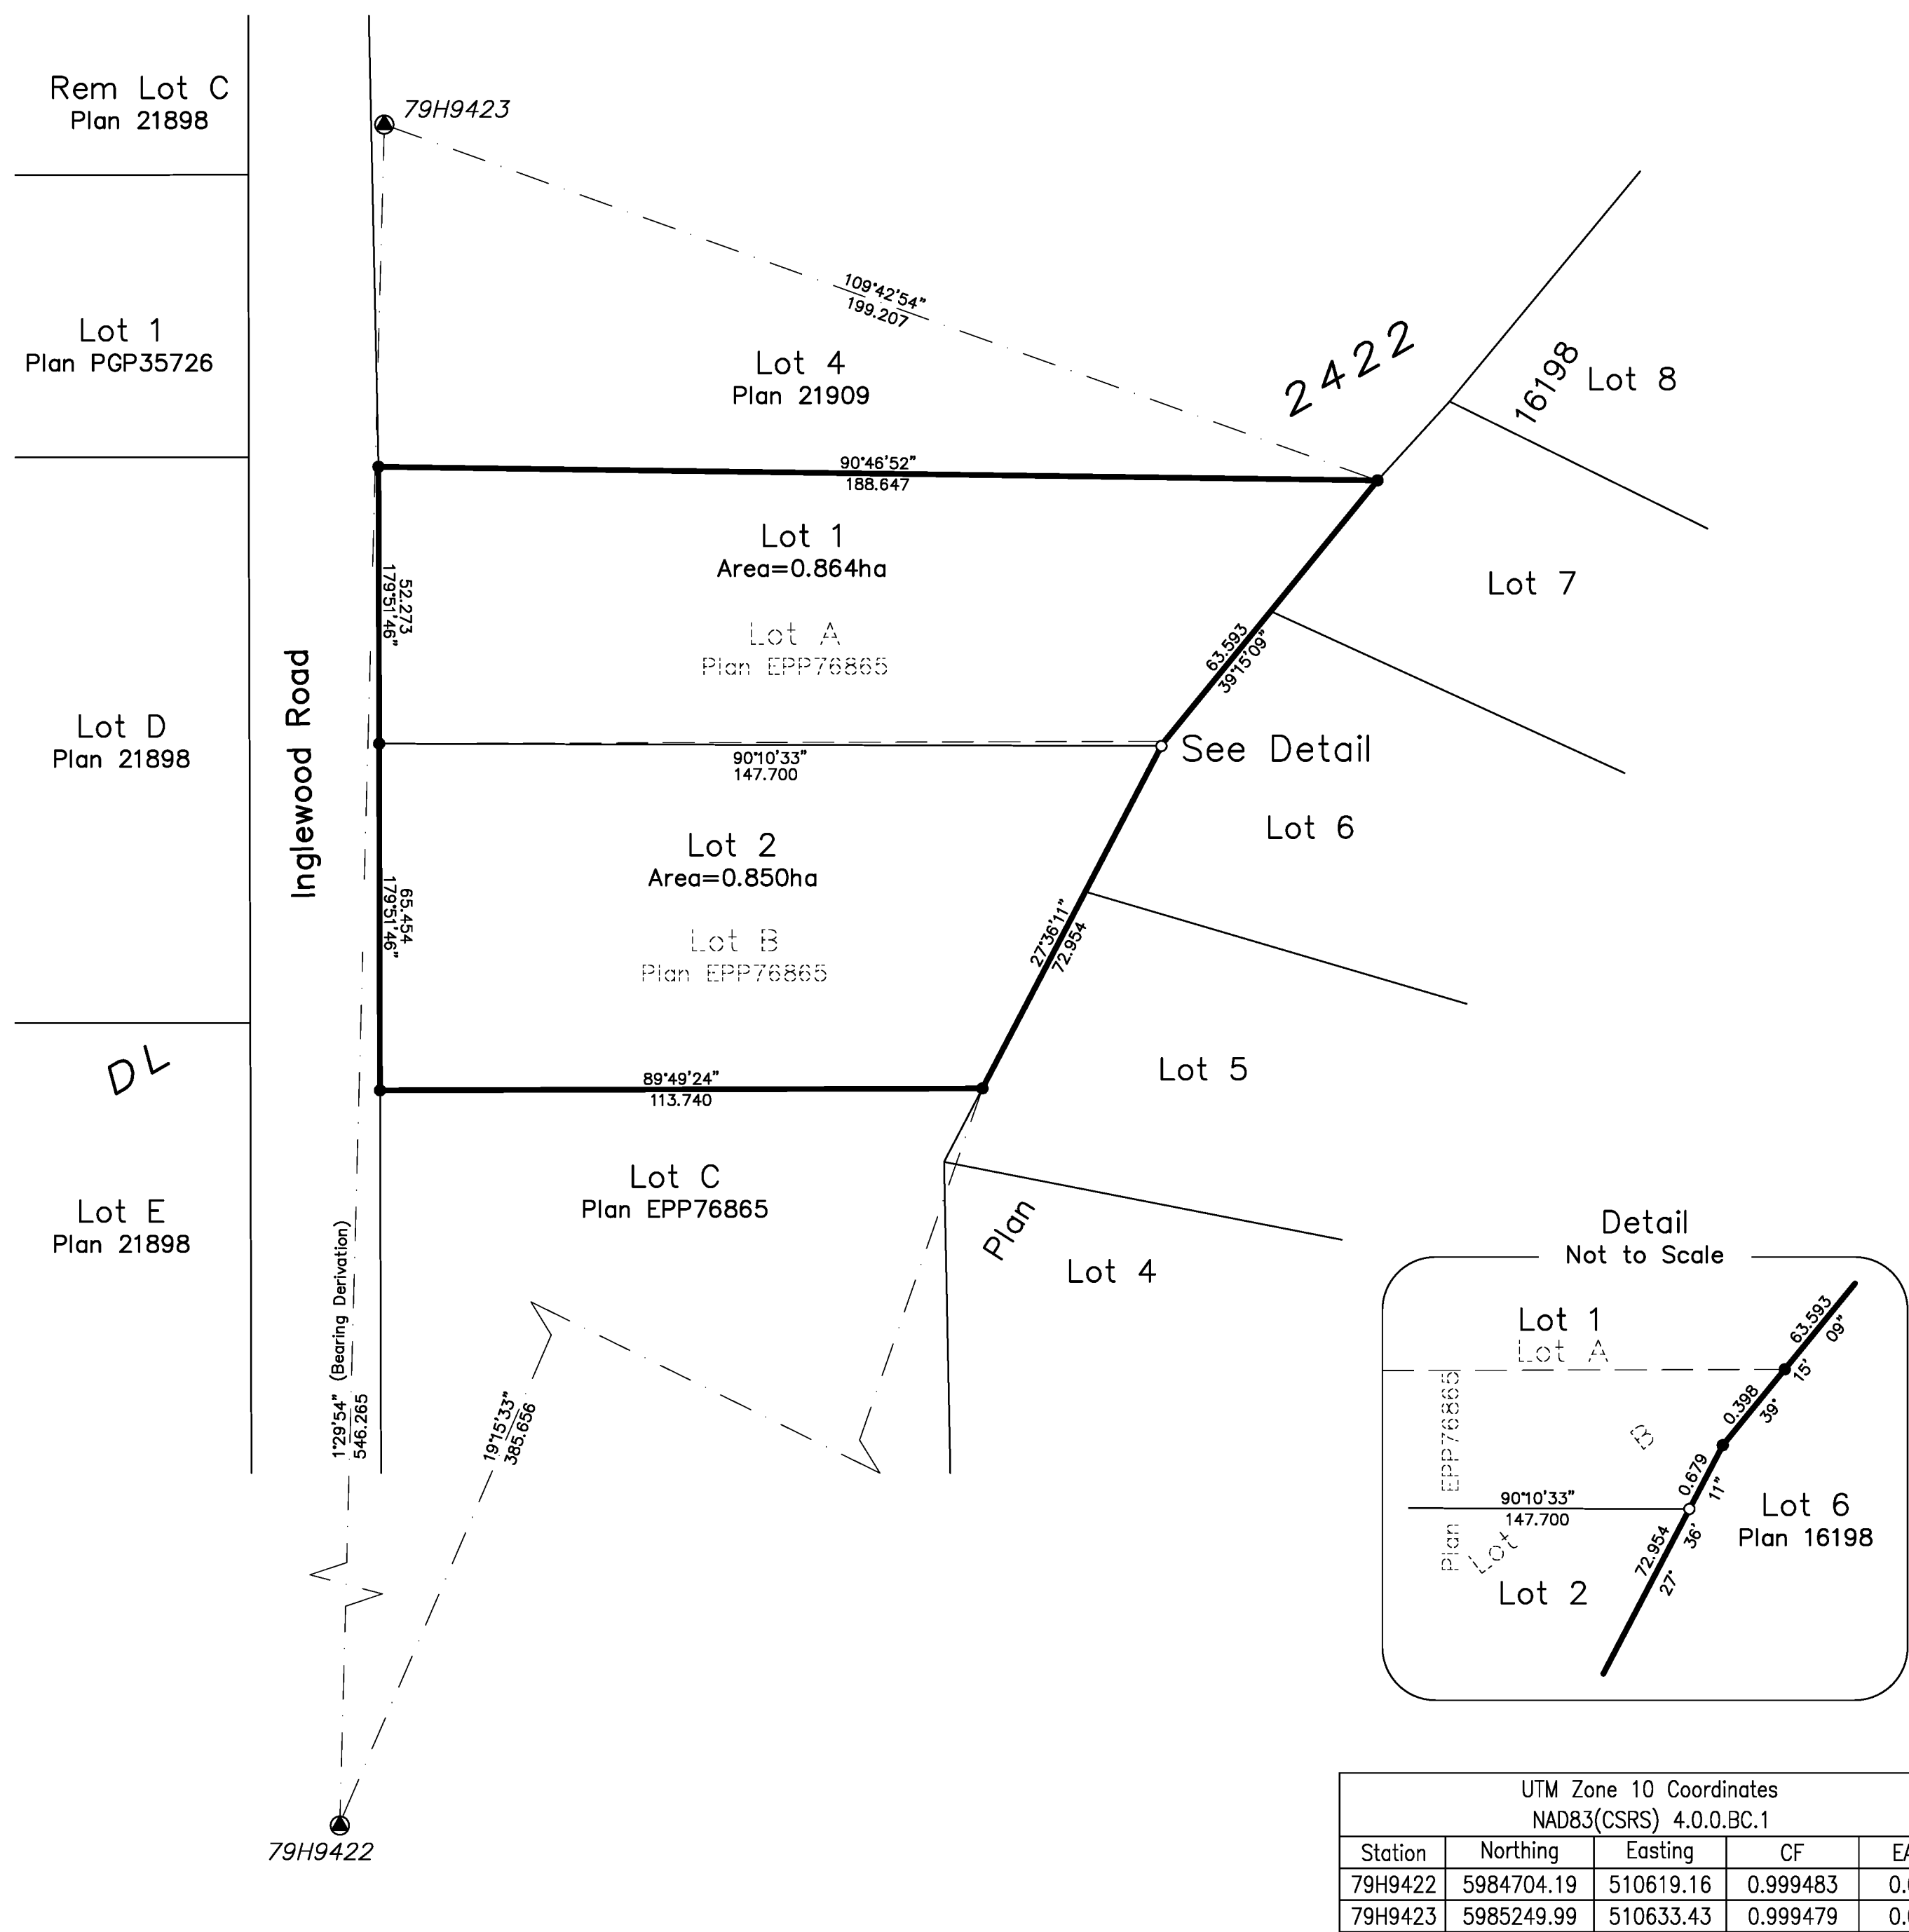 Rem Lot C
Plan 21898
79H9423
Lot 1
Plan PGP35726
109°42'54"
199.207
Lot 4
Plan 21909
2422
16198
Lot 8
90°46'52"
188.647
Lot 1
Area=0.864ha
Lot 7
52.273
179°51'46"
Lot A
Plan EPP76865
63.593
39°15'09"
Inglewood Road
Lot D
Plan 21898
See Detail
90°10'33"
147.700
Lot 6
Lot 2
Area=0.850ha
65.454
179°51'46"
27°36'11"
72.954
Lot B
Plan EPP76865
DL
89°49'24"
113.740
Lot 5
Lot C
Plan EPP76865
Lot E
Plan 21898
Plan
Lot 4
1°29'54" (Bearing Derivation)
546.265
19°15'33"
385.656
Detail
Not to Scale
Lot 1
Lot A
63.593
09"
15'
0.398
39°
Plan EPP76865
Lot B
0.679
11"
90°10'33"
147.700
Lot 6
Plan 16198
72.954
36'
27°
Lot 2
79H9422
UTM Zone 10 Coordinates
NAD83(CSRS) 4.0.0.BC.1
Station Northing Easting CF
79H9422 5984704.19 510619.16 0.999483
79H9423 5985249.99 510633.43 0.999479